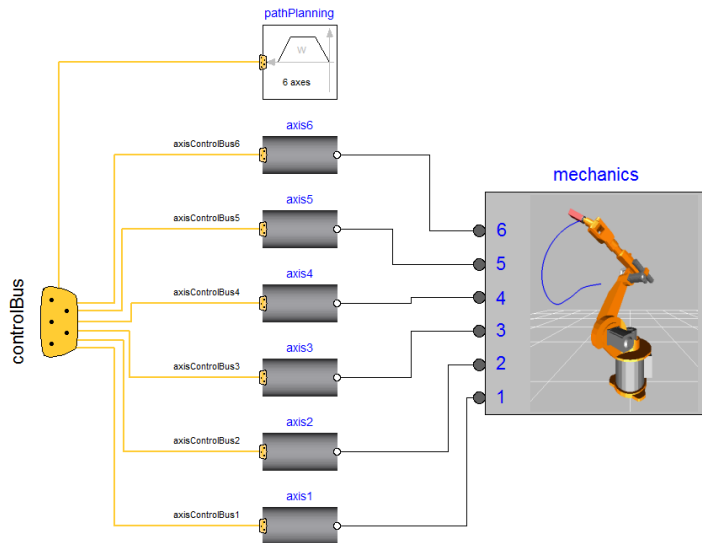 pathPlanning
w
6 axes
axis6
axisControlBus6
axis5
axisControlBus5
axis4
axisControlBus4
axis3
axisControlBus3
axis2
axisControlBus2
axis1
axisControlBus1
controlBus
mechanics
6
5
4
3
2
1